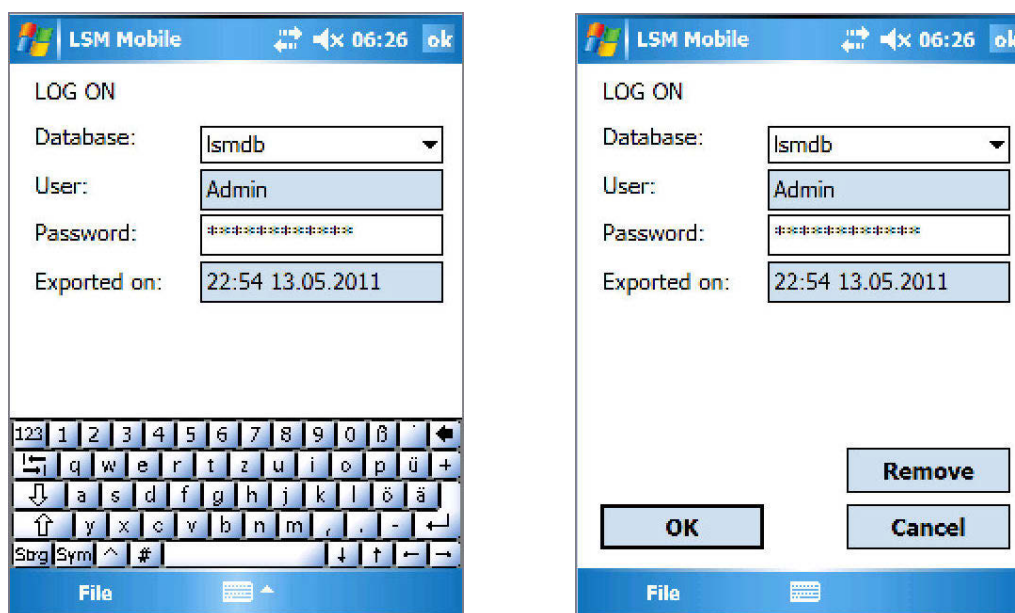 LSM Mobile 06:26 ok
LOG ON
Database: lsmdb
User: Admin
Password: ************
Exported on: 22:54 13.05.2011
123 1 2 3 4 5 6 7 8 9 0 ß ´
q w e r t z u i o p ü +
a s d f g h j k l ö ä
y x c v b n m , . -
Strg Sym ^ #
File
LSM Mobile 06:26 ok
LOG ON
Database: lsmdb
User: Admin
Password: ************
Exported on: 22:54 13.05.2011
Remove
OK Cancel
File